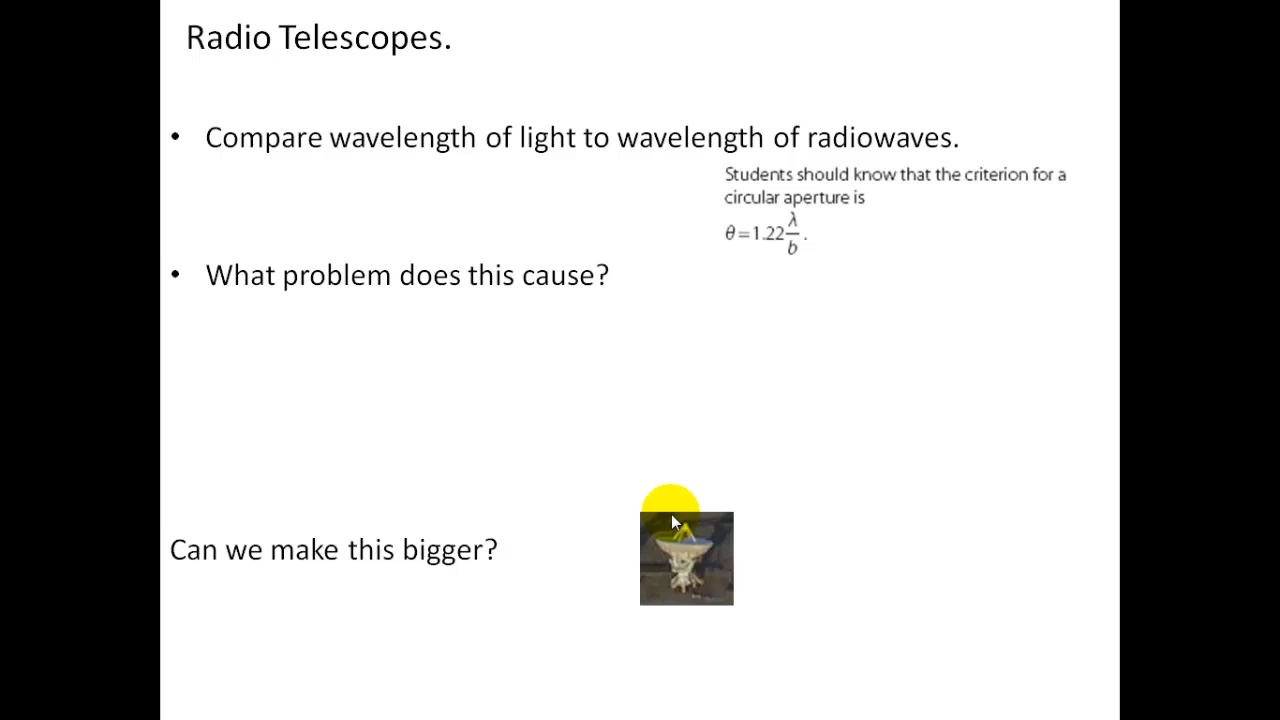 Radio Telescopes.
• Compare wavelength of light to wavelength of radiowaves.
Students should know that the criterion for a
circular aperture is
θ=1.22 λ/b.
• What problem does this cause?
Can we make this bigger?